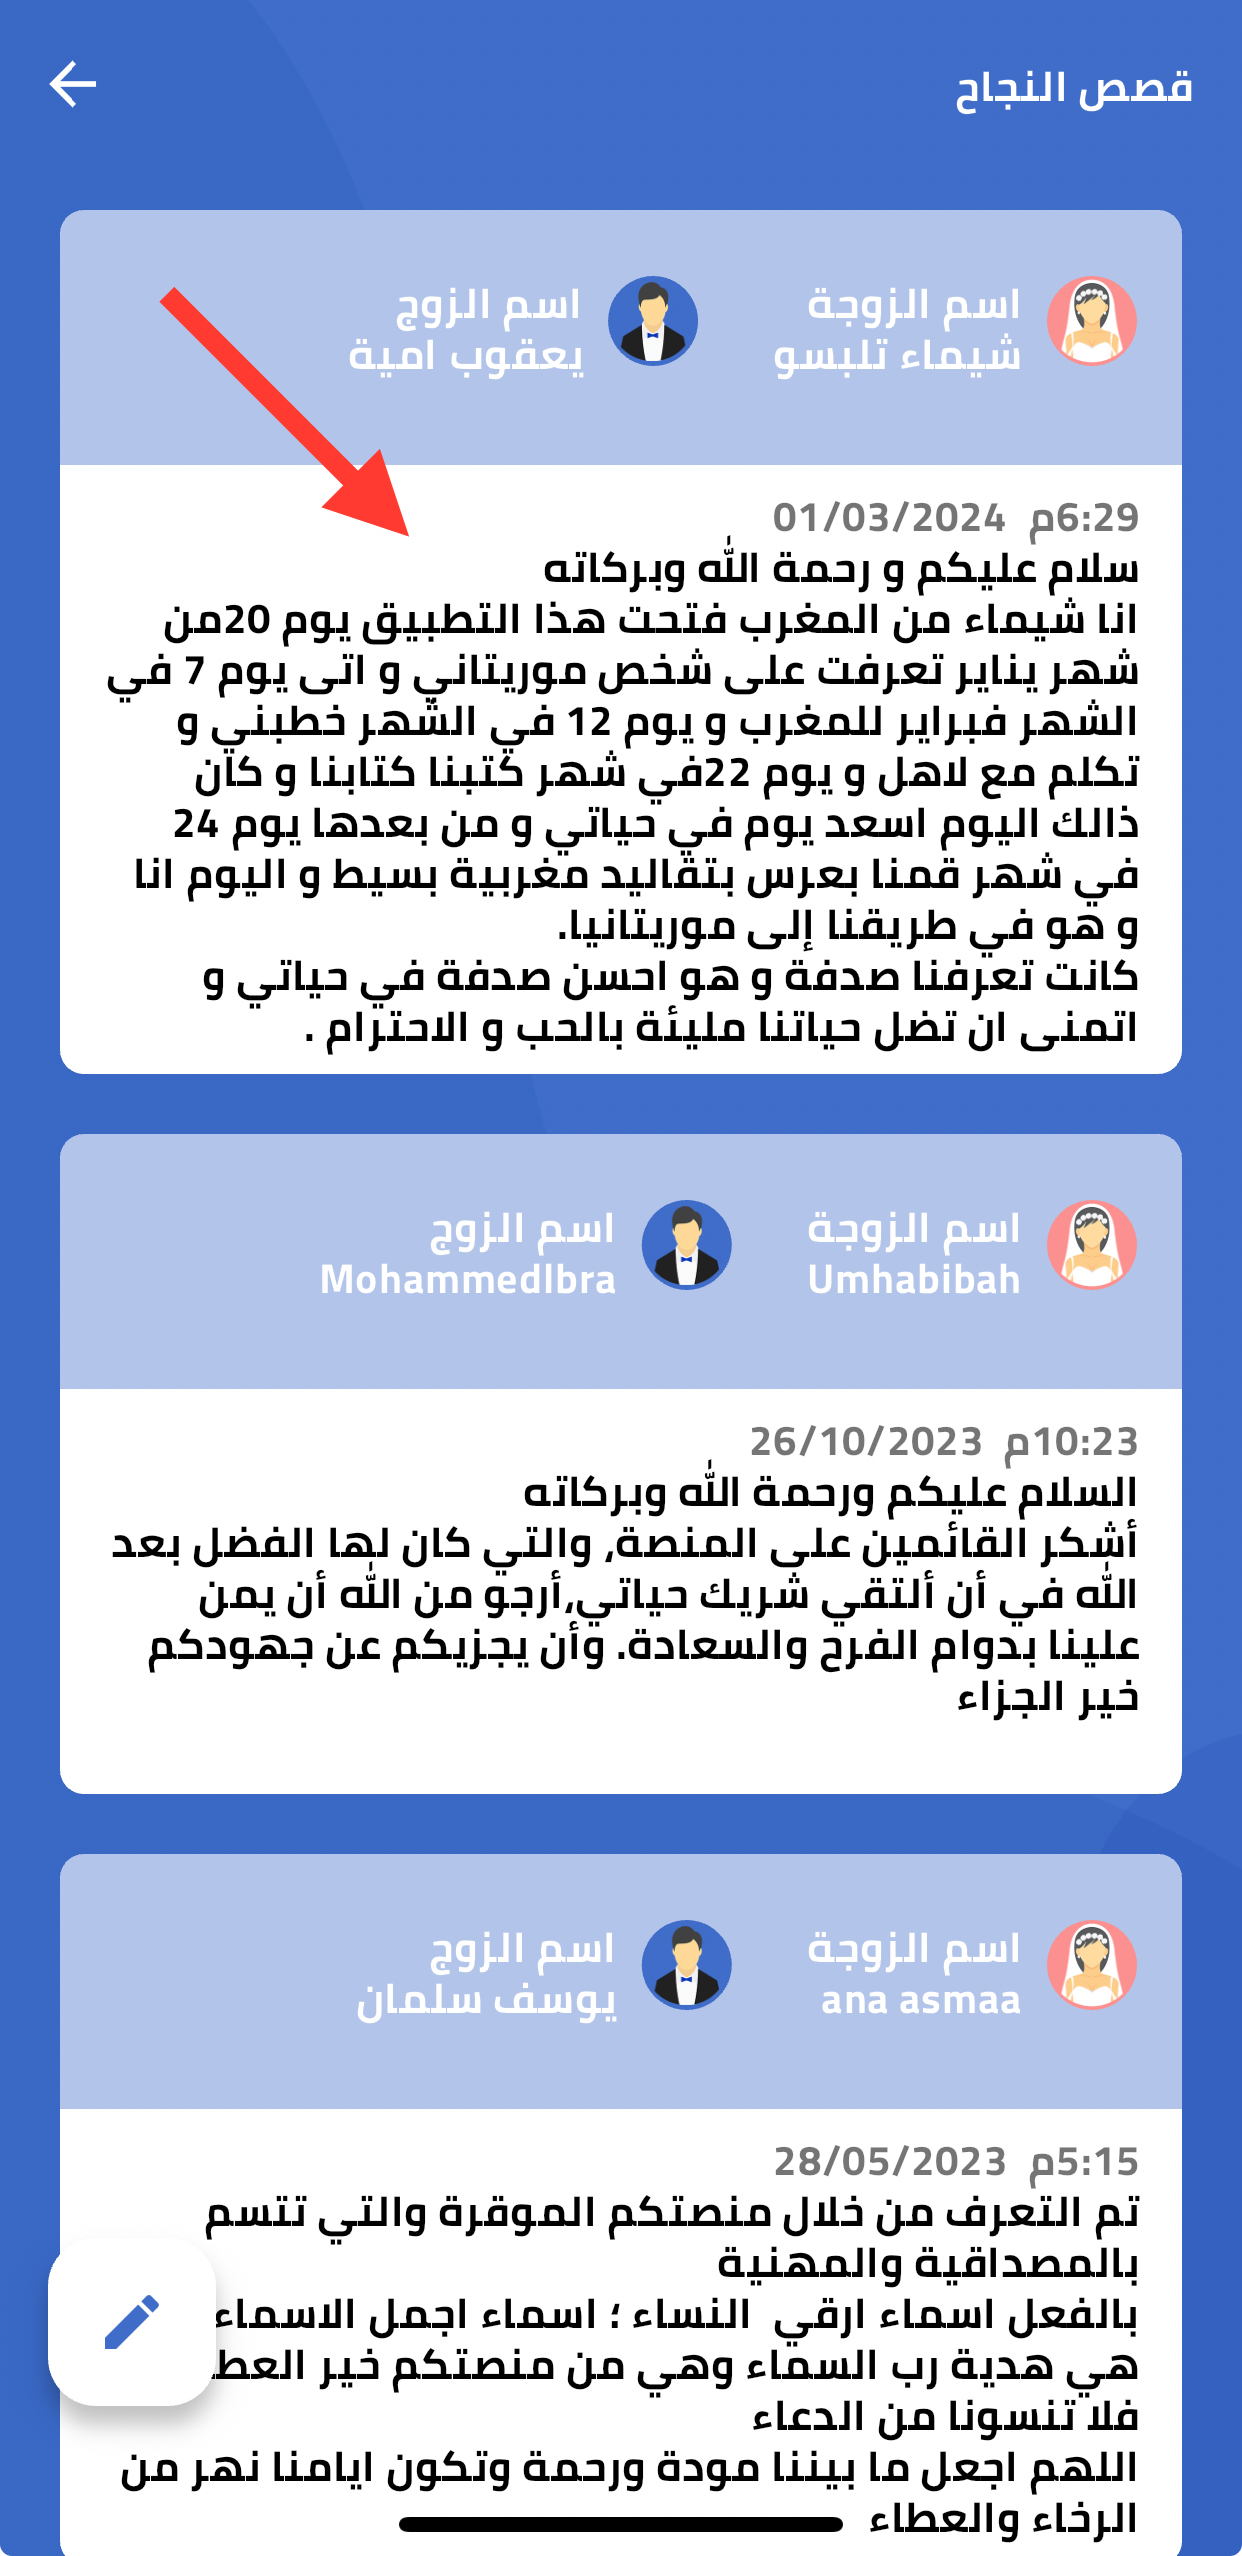 قصص النجاح
اسم الزوجة
شيماء تلبسو
اسم الزوج
يعقوب امية
6:29م 01/03/2024
سلام عليكم و رحمة الله وبركاته
انا شيماء من المغرب فتحت هذا التطبيق يوم 20من
شهر يناير تعرفت على شخص موريتاني و اتى يوم 7 في
الشهر فبراير للمغرب و يوم 12 في الشهر خطبني و
تكلم مع لاهل و يوم 22في شهر كتبنا كتابنا و كان
ذالك اليوم اسعد يوم في حياتي و من بعدها يوم 24
في شهر قمنا بعرس بتقاليد مغربية بسيط و اليوم انا
و هو في طريقنا إلى موريتانيا.
كانت تعرفنا صدفة و هو احسن صدفة في حياتي و
اتمنى ان تضل حياتنا مليئة بالحب و الاحترام .
اسم الزوجة
Umhabibah
اسم الزوج
Mohammedlbra
10:23م 26/10/2023
السلام عليكم ورحمة الله وبركاته
أشكر القائمين على المنصة، والتي كان لها الفضل بعد
الله في أن ألتقي شريك حياتي،أرجو من الله أن يمن
علينا بدوام الفرح والسعادة. وأن يجزيكم عن جهودكم
خير الجزاء
اسم الزوجة
ana asmaa
اسم الزوج
يوسف سلمان
5:15م 28/05/2023
تم التعرف من خلال منصتكم الموقرة والتي تتسم
بالمصداقية والمهنية
بالفعل اسماء ارقي النساء ؛ اسماء اجمل الاسماء
هي هدية رب السماء وهي من منصتكم خير
فلا تنسونا من الدعاء
اللهم اجعل ما بيننا مودة ورحمة وتكون ايامنا نهر من
الرخاء والعطاء